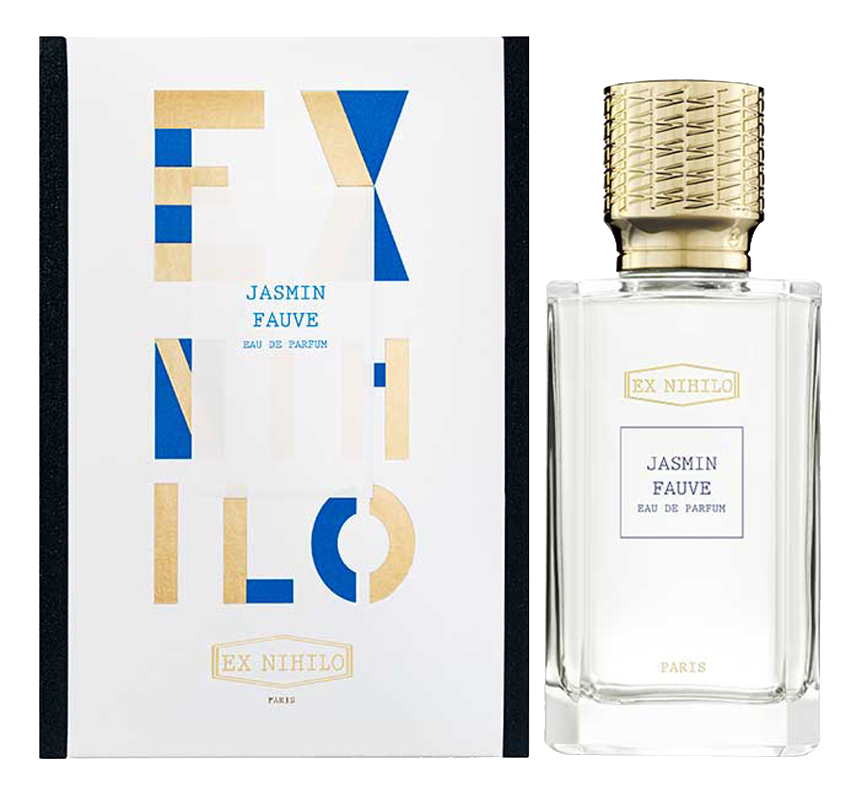 EX
NIHILO
JASMIN
FAUVE
EAU DE PARFUM
EX NIHILO
PARIS
EX NIHILO
JASMIN
FAUVE
EAU DE PARFUM
PARIS